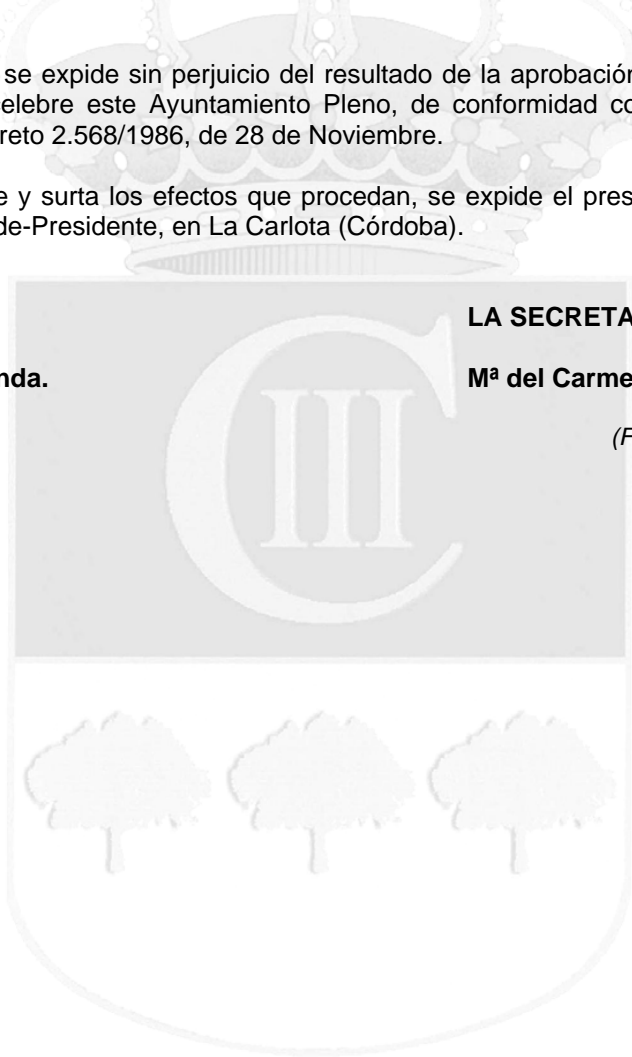 se expide sin perjuicio del resultado de la aprobación
celebre este Ayuntamiento Pleno, de conformidad co
reto 2.568/1986, de 28 de Noviembre.
e y surta los efectos que procedan, se expide el pres
de-Presidente, en La Carlota (Córdoba).
LA SECRETA
nda. Mª del Carme
(F
CIII